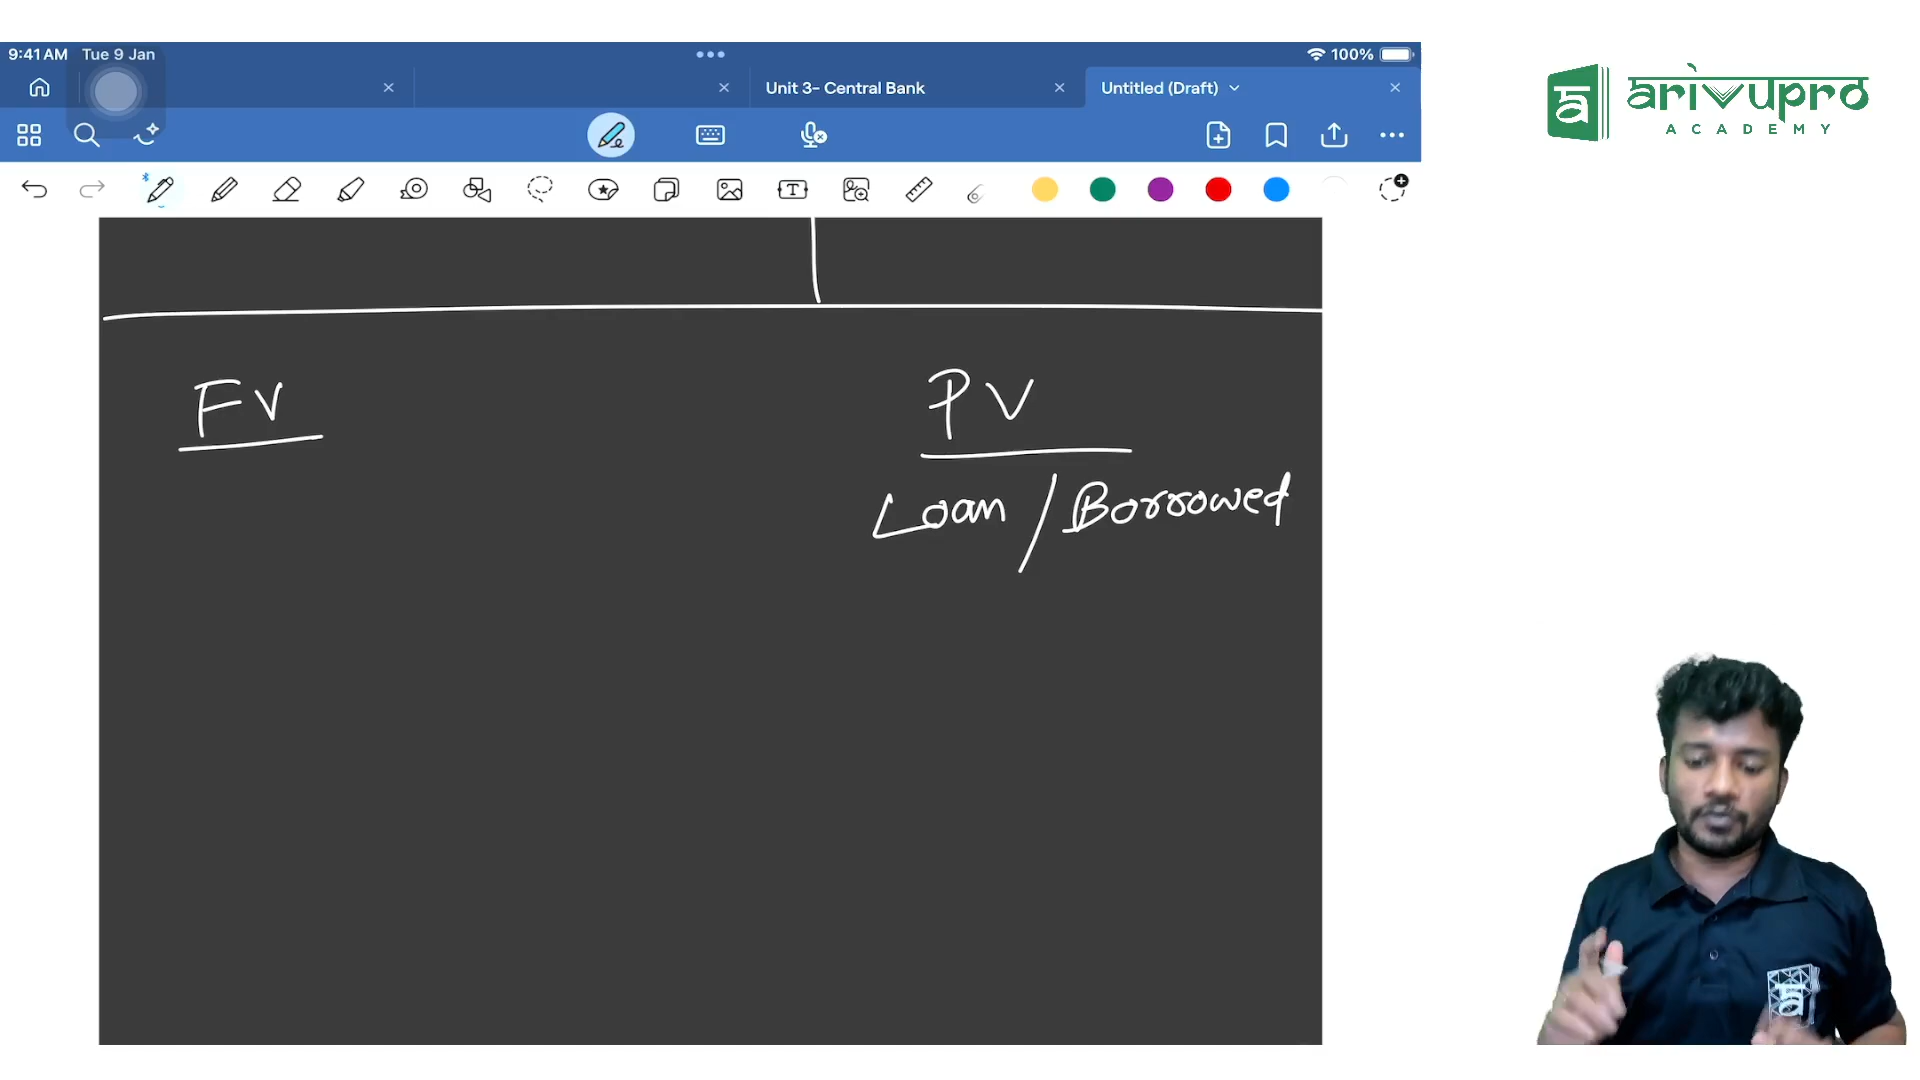 9:41 AM Tue 9 Jan 100%
Unit 3- Central Bank Untitled (Draft)
arivupro
ACADEMY
FV PV
Loan / Borrowed